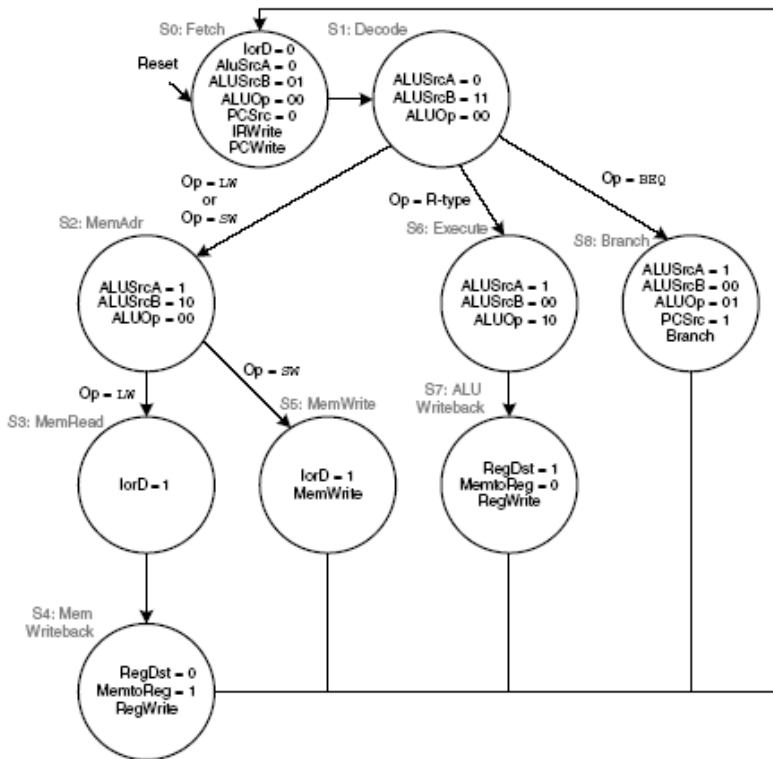 S0: Fetch
S1: Decode
Reset
IorD = 0
AluSrcA = 0
ALUSrcB = 01
ALUOp = 00
PCSrc = 0
IRWrite
PCWrite
ALUSrcA = 0
ALUSrcB = 11
ALUOp = 00
Op = LW
or
Op = SW
Op = R-type
Op = BEQ
S2: MemAdr
S6: Execute
S8: Branch
ALUSrcA = 1
ALUSrcB = 10
ALUOp = 00
ALUSrcA = 1
ALUSrcB = 00
ALUOp = 10
ALUSrcA = 1
ALUSrcB = 00
ALUOp = 01
PCSrc = 1
Branch
Op = LW
Op = SW
S3: MemRead
S5: MemWrite
S7: ALU
Writeback
IorD = 1
IorD = 1
MemWrite
RegDst = 1
MemtoReg = 0
RegWrite
S4: Mem
Writeback
RegDst = 0
MemtoReg = 1
RegWrite